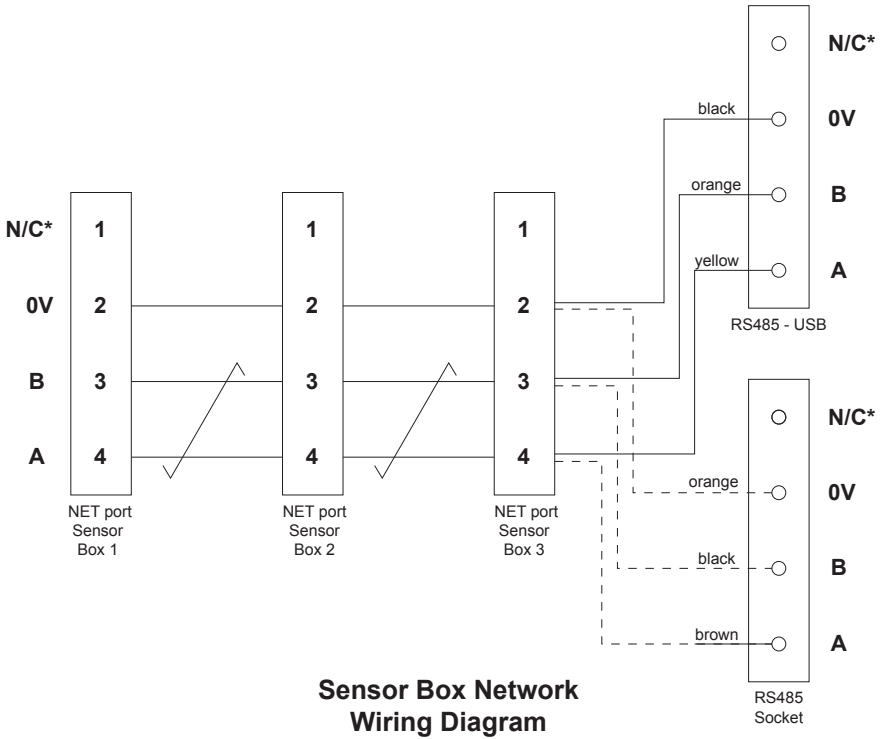 N/C*
black
0V
orange
B
yellow
A
RS485 - USB
N/C*
1
1
1
0V
2
2
2
B
3
3
3
A
4
4
4
NET port
Sensor
Box 1
NET port
Sensor
Box 2
NET port
Sensor
Box 3
N/C*
orange
0V
black
B
brown
A
RS485
Socket
Sensor Box Network
Wiring Diagram